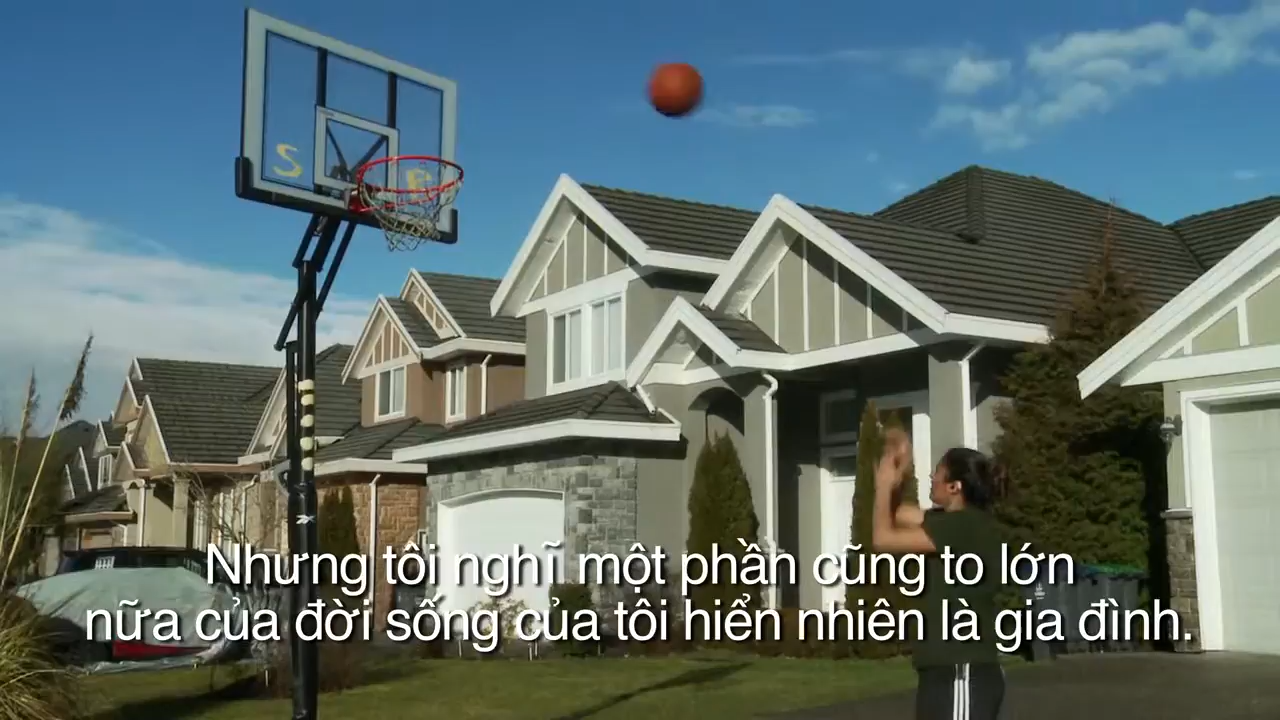 S P
Nhưng tôi nghĩ một phần cũng to lớn
nữa của đời sống của tôi hiển nhiên là gia đình.